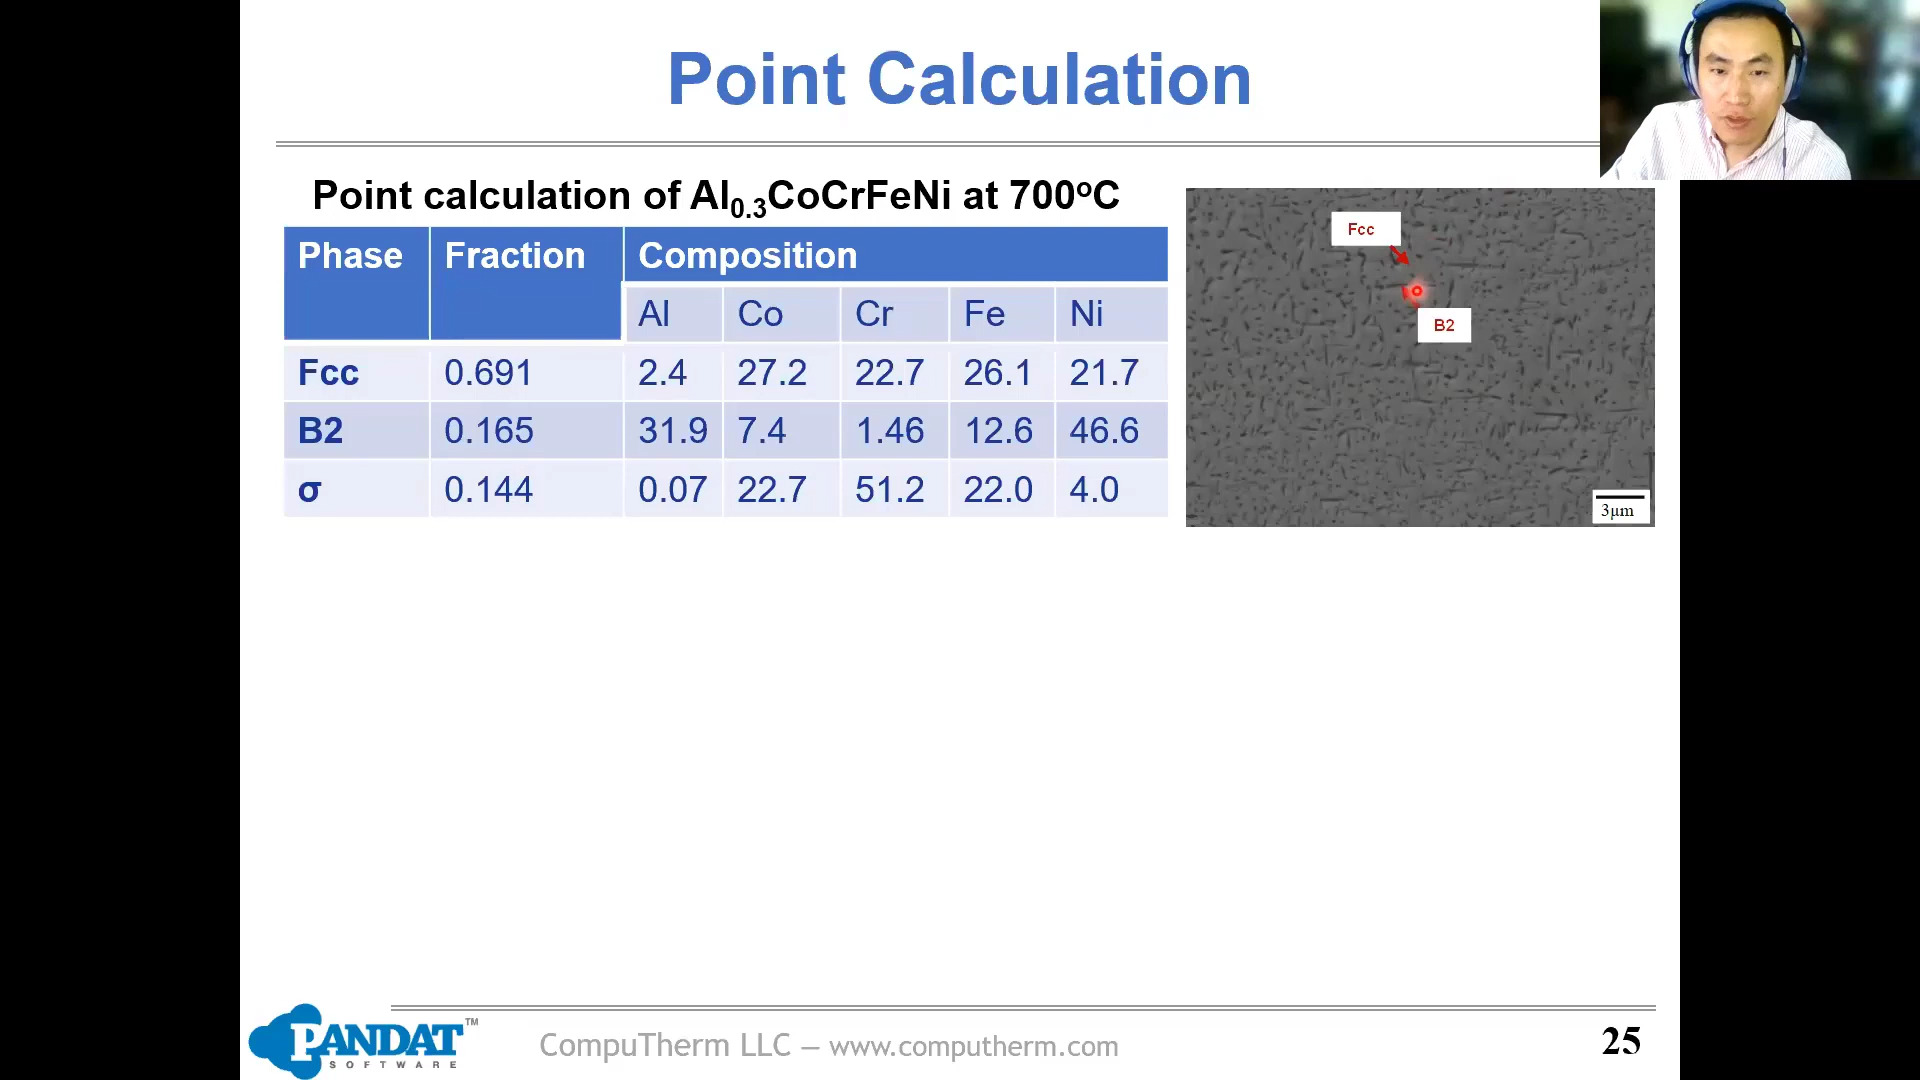 Point Calculation
Point calculation of Al0.3CoCrFeNi at 700oC
Phase Fraction Composition
Al Co Cr Fe Ni
Fcc 0.691 2.4 27.2 22.7 26.1 21.7
B2 0.165 31.9 7.4 1.46 12.6 46.6
σ 0.144 0.07 22.7 51.2 22.0 4.0
Fcc
B2
3µm
PANDAT™
SOFTWARE
CompuTherm LLC – www.computherm.com
25